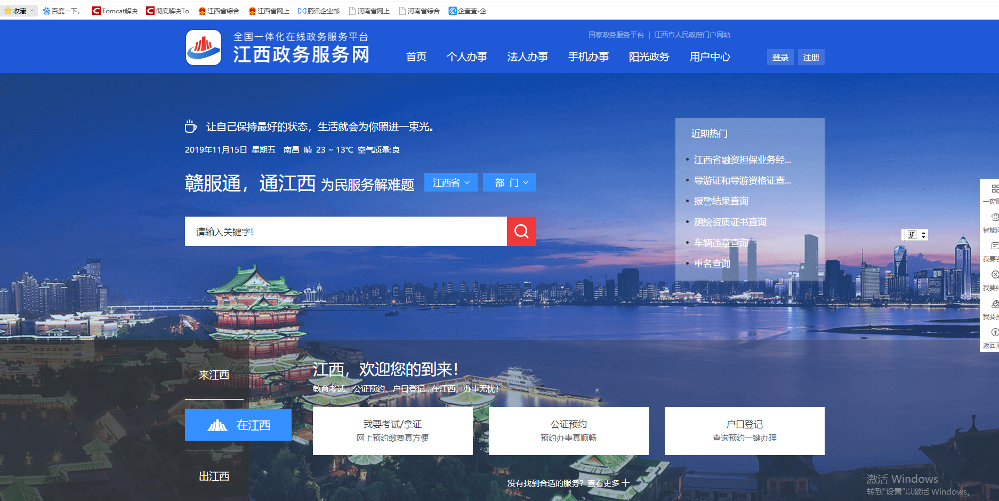 收藏 百度一下， Tomcat解决 彻底解决To 江西省综合 江西省网上 腾讯企业邮 河南省网上 河南省综合 企查查-企
全国一体化在线政务服务平台
江西政务服务网
国家政务服务平台 | 江西省人民政府门户网站
首页 个人办事 法人办事 手机办事 阳光政务 用户中心 登录 注册
让自己保持最好的状态，生活就会为你照进一束光。
2019年11月15日 星期五 南昌 晴 23 ~ 13℃ 空气质量:良
赣服通，通江西 为民服务解难题 江西省 部 门
请输入关键字!
近期热门
江西省融资担保业务经...
导游证和导游资格证查...
报警结果查询
测绘资质证书查询
车辆违章查询
重名查询
拼
一窗
智能
我要
我要
我要
返回
来江西
在江西
出江西
江西，欢迎您的到来！
教育考试、公证预约、户口登记...在江西，办事无忧！
我要考试/拿证
网上预约缴费真方便
公证预约
预约办事真顺畅
户口登记
查询预约一键办理
没有找到合适的服务？查看更多
激活 Windows
转到“设置”以激活 Windows。